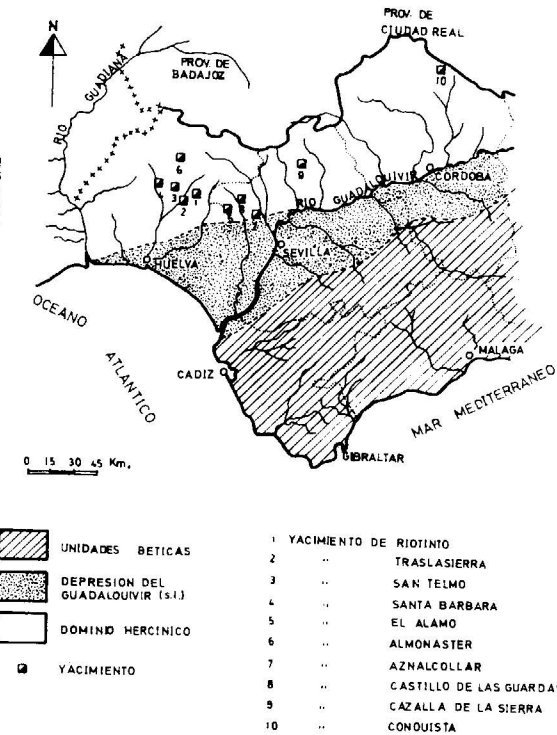 PROV. DE
CIUDAD REAL
N
PROV. DE
BADAJOZ
RIO GUADIANA
10
6
9
CORDOBA
RIO GUADALQUIVIR
3
2
1
8
7
HUELVA
SEVILLA
OCEANO
ATLANTICO
CADIZ
MALAGA
MAR MEDITERRANEO
GIBRALTAR
0 15 30 45 Km.
UNIDADES BETICAS
DEPRESION DEL
GUADALQUIVIR (s.l.)
DOMINIO HERCINICO
YACIMIENTO
1 YACIMIENTO DE RIOTINTO
2 " TRASLASIERRA
3 " SAN TELMO
4 " SANTA BARBARA
5 " EL ALAMO
6 " ALMONASTER
7 " AZNALCOLLAR
8 " CASTILLO DE LAS GUARDA
9 " CAZALLA DE LA SIERRA
10 " CONQUISTA